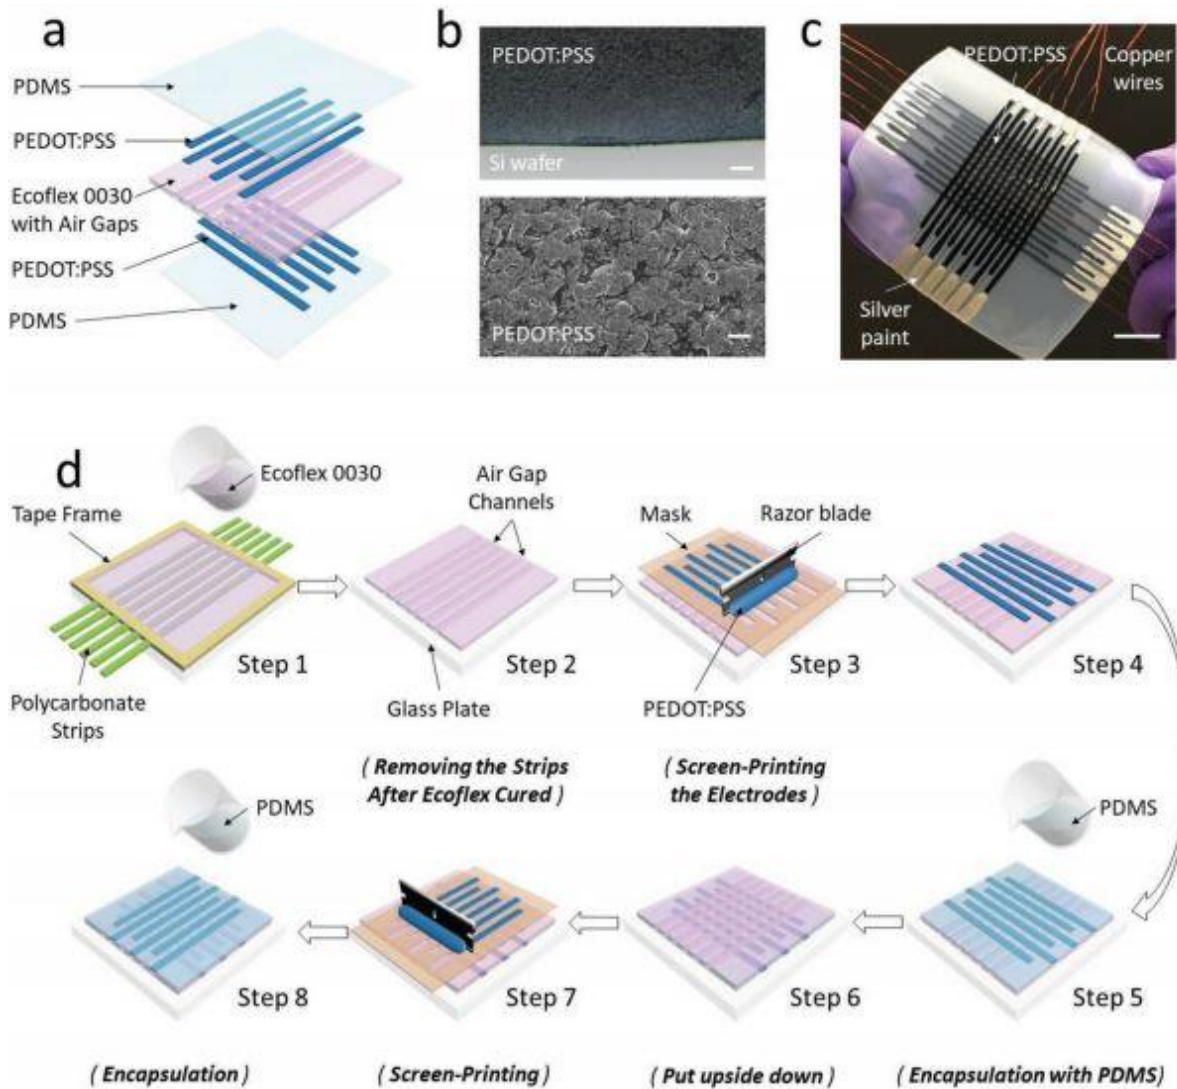 a
PDMS
PEDOT:PSS
Ecoflex 0030
with Air Gaps
PEDOT:PSS
PDMS
b
PEDOT:PSS
Si wafer
PEDOT:PSS
c
PEDOT:PSS
Copper
wires
Silver
paint
d
Ecoflex 0030
Tape Frame
Step 1
Polycarbonate
Strips
Air Gap
Channels
Step 2
Glass Plate
( Removing the Strips
After Ecoflex Cured )
Mask
Razor blade
Step 3
PEDOT:PSS
( Screen-Printing
the Electrodes )
Step 4
PDMS
Step 8
( Encapsulation )
Step 7
( Screen-Printing )
Step 6
( Put upside down )
PDMS
Step 5
( Encapsulation with PDMS)